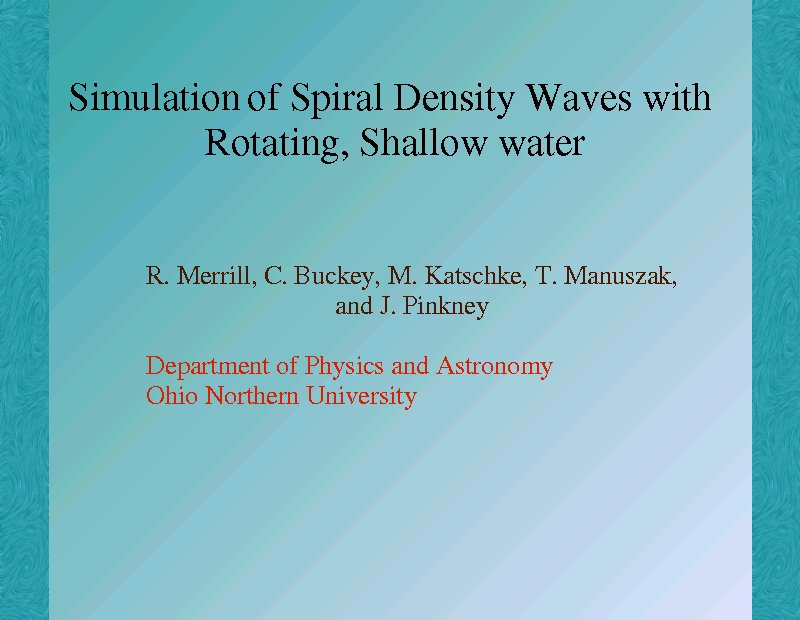 Simulation of Spiral Density Waves with
Rotating, Shallow water
R. Merrill, C. Buckey, M. Katschke, T. Manuszak,
and J. Pinkney
Department of Physics and Astronomy
Ohio Northern University